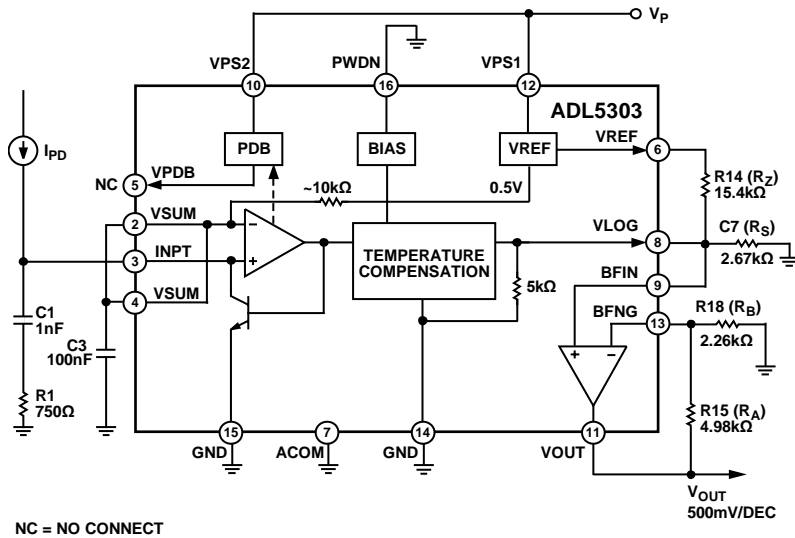 V_P
VPS2
PWDN
VPS1
10
16
12
ADL5303
I_PD
PDB
BIAS
VREF
VREF
6
NC
5
VPDB
~10kΩ
0.5V
R14 (R_Z)
15.4kΩ
2
VSUM
–
VLOG
8
C7 (R_S)
2.67kΩ
3
INPT
+
TEMPERATURE
COMPENSATION
5kΩ
BFIN
9
4
VSUM
BFNG
13
R18 (R_B)
2.26kΩ
C1
1nF
C3
100nF
+
–
R1
750Ω
R15 (R_A)
4.98kΩ
15
7
14
11
GND
ACOM
GND
VOUT
V_OUT
500mV/DEC
NC = NO CONNECT